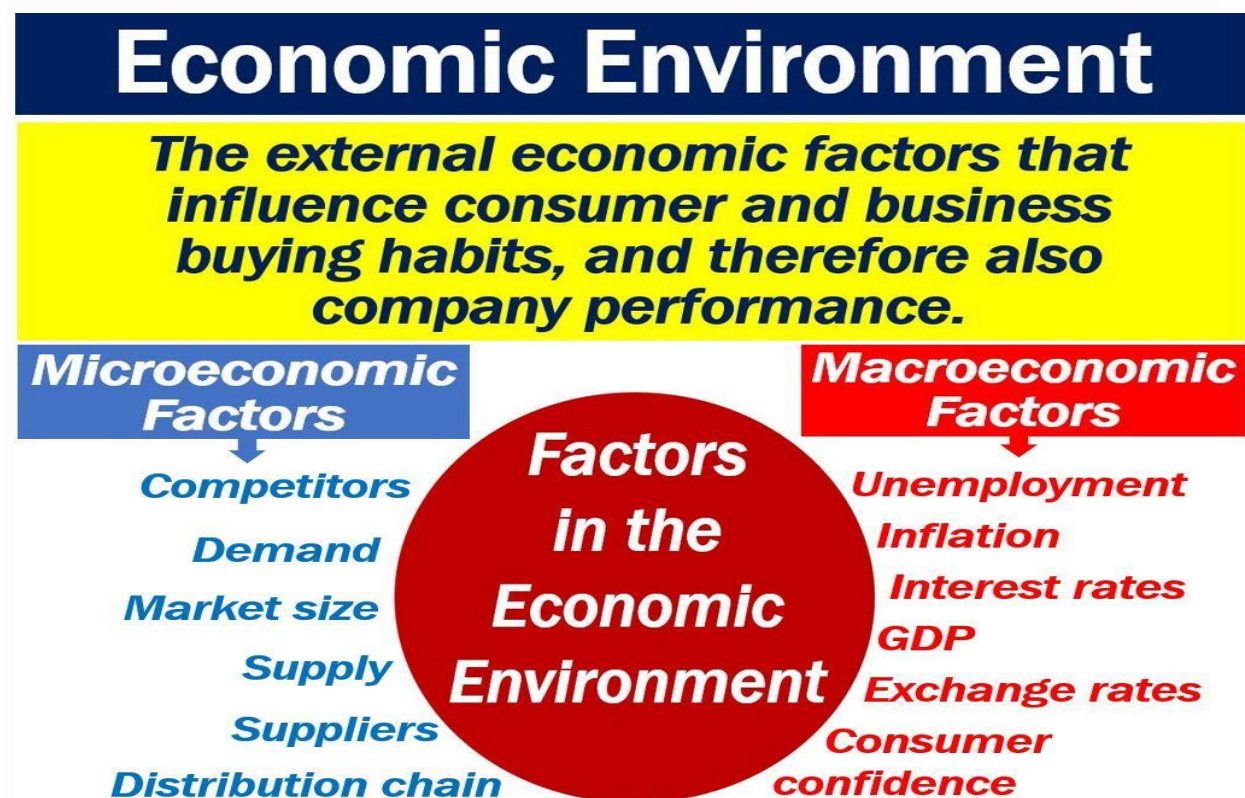 Economic Environment
The external economic factors that
influence consumer and business
buying habits, and therefore also
company performance.
Microeconomic
Factors
Competitors
Demand
Market size
Supply
Suppliers
Distribution chain
Factors
in the
Economic
Environment
Macroeconomic
Factors
Unemployment
Inflation
Interest rates
GDP
Exchange rates
Consumer
confidence